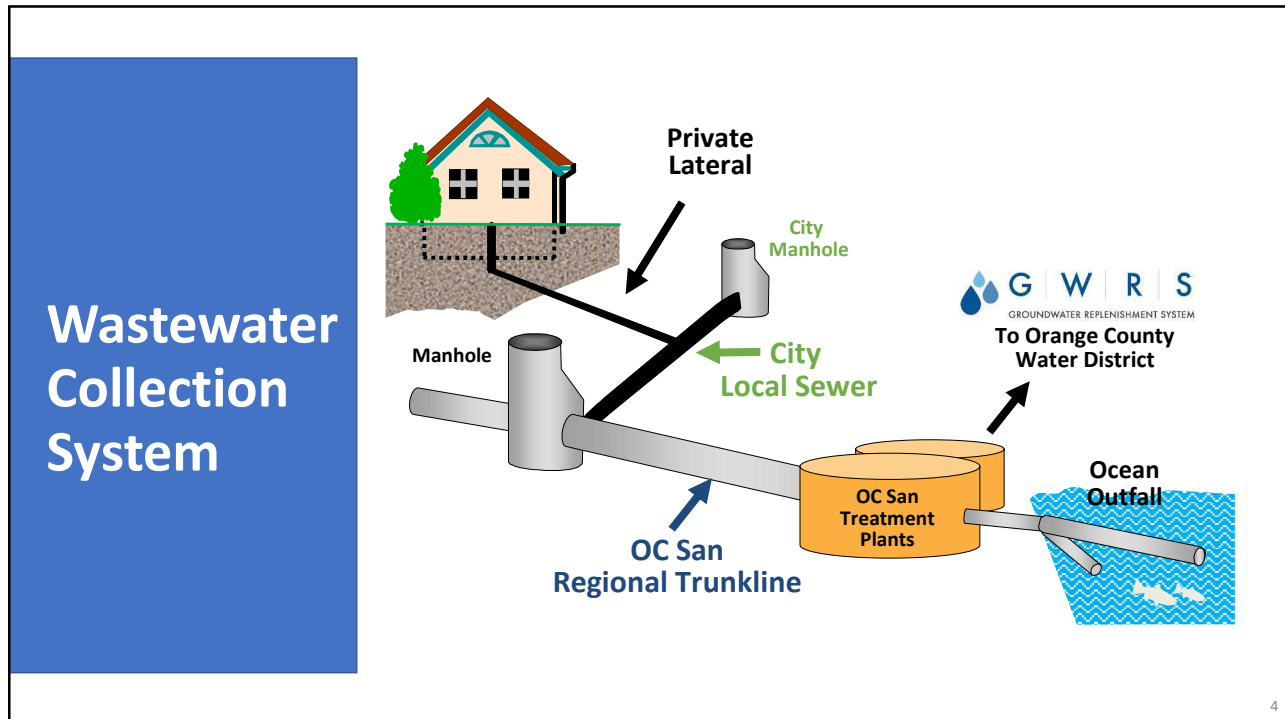 Wastewater
Collection
System
Private
Lateral
City
Manhole
Manhole
City
Local Sewer
G W R S
GROUNDWATER REPLENISHMENT SYSTEM
To Orange County
Water District
OC San
Treatment
Plants
Ocean
Outfall
OC San
Regional Trunkline
4